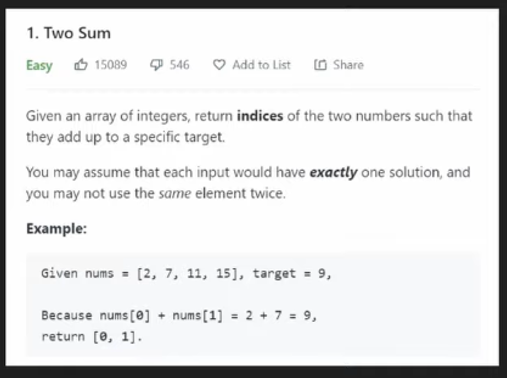 1. Two Sum
Easy 15089 546 Add to List Share
Given an array of integers, return indices of the two numbers such that
they add up to a specific target.
You may assume that each input would have exactly one solution, and
you may not use the same element twice.
Example:
Given nums = [2, 7, 11, 15], target = 9,
Because nums[0] + nums[1] = 2 + 7 = 9,
return [0, 1].